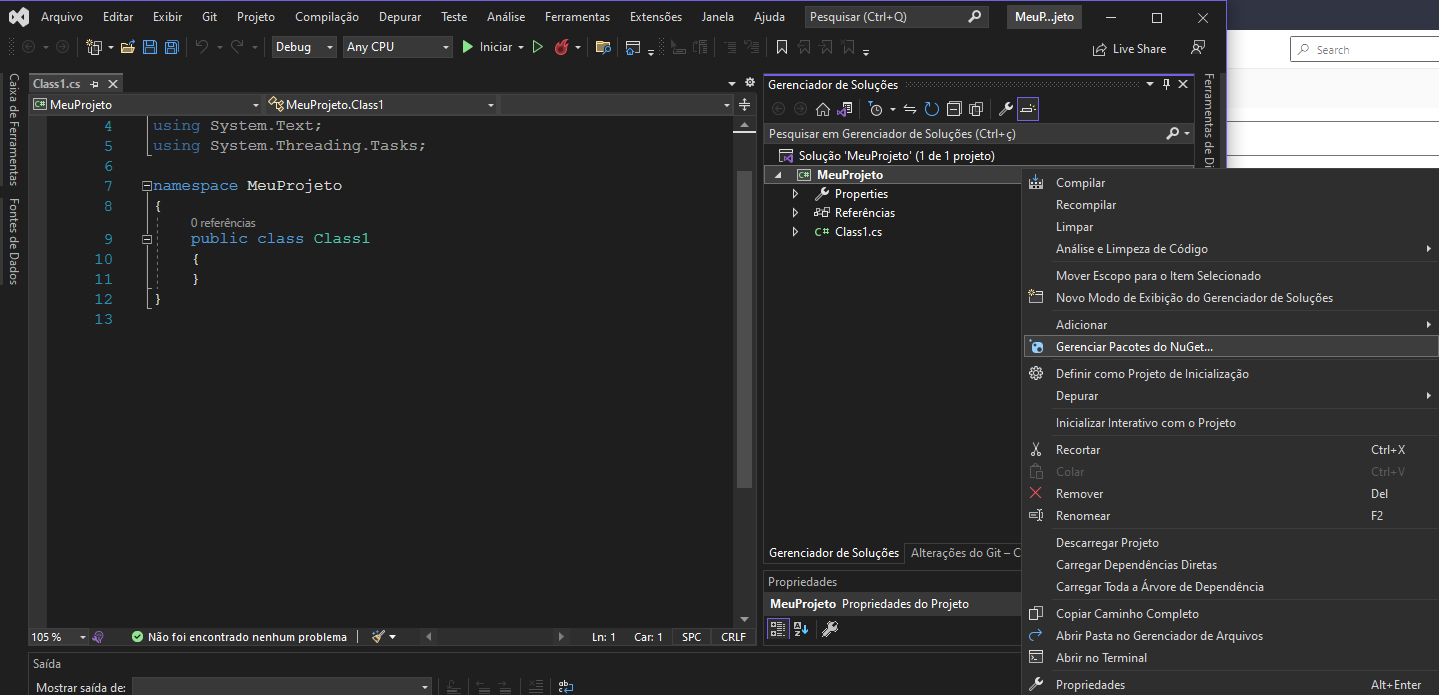 Arquivo Editar Exibir Git Projeto Compilação Depurar Teste Análise Ferramentas Extensões Janela Ajuda Pesquisar (Ctrl+Q) MeuP...jeto
Debug Any CPU Iniciar Live Share
Search
Caixa de Ferramentas
Fontes de Dados
Class1.cs
MeuProjeto MeuProjeto.Class1
4 using System.Text;
5 using System.Threading.Tasks;
6
7 namespace MeuProjeto
8 {
0 referências
9 public class Class1
10 {
11 }
12 }
13
105 % Não foi encontrado nenhum problema Ln: 1 Car: 1 SPC CRLF
Saída
Mostrar saída de:
Gerenciador de Soluções
Pesquisar em Gerenciador de Soluções (Ctrl+ç)
Solução 'MeuProjeto' (1 de 1 projeto)
C# MeuProjeto
Properties
Referências
C# Class1.cs
Gerenciador de Soluções Alterações do Git – C
Propriedades
MeuProjeto Propriedades do Projeto
Ferramentas de Di
Compilar
Recompilar
Limpar
Análise e Limpeza de Código
Mover Escopo para o Item Selecionado
Novo Modo de Exibição do Gerenciador de Soluções
Adicionar
Gerenciar Pacotes do NuGet...
Definir como Projeto de Inicialização
Depurar
Inicializar Interativo com o Projeto
Recortar Ctrl+X
Colar Ctrl+V
Remover Del
Renomear F2
Descarregar Projeto
Carregar Dependências Diretas
Carregar Toda a Árvore de Dependência
Copiar Caminho Completo
Abrir Pasta no Gerenciador de Arquivos
Abrir no Terminal
Propriedades Alt+Enter